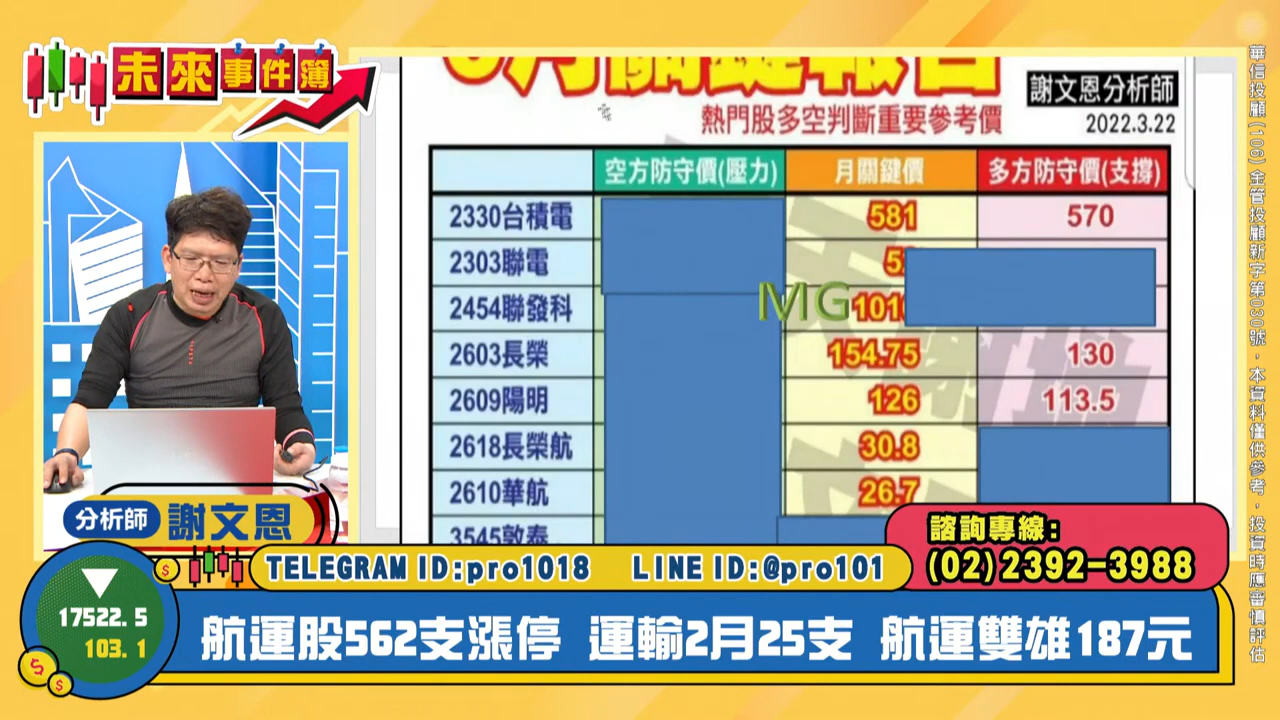 未來事件簿
謝文恩分析師
熱門股多空判斷重要參考價
2022.3.22
空方防守價(壓力) 月關鍵價 多方防守價(支撐)
2330台積電 581 570
2303聯電
2454聯發科
MG
2603長榮 154.75 130
2609陽明 126 113.5
2618長榮航 30.8
2610華航 26.7
3545敦泰
分析師 謝文恩
諮詢專線:
(02)2392-3988
TELEGRAM ID:pro1018 LINE ID:@pro101
17522.5
103.1
航運股562支漲停 運輸2月25支 航運雙雄187元
華信投顧(106)金管投顧新字第030號，本資料僅供參考，投資時應審慎評估